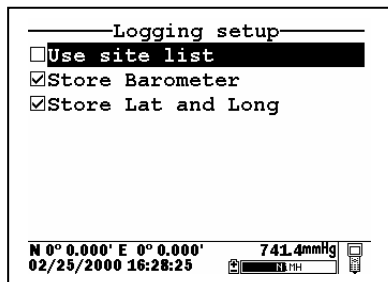 Logging setup
Use site list
Store Barometer
Store Lat and Long
N 0° 0.000' E 0° 0.000' 741.4mmHg
02/25/2000 16:28:25 N MH